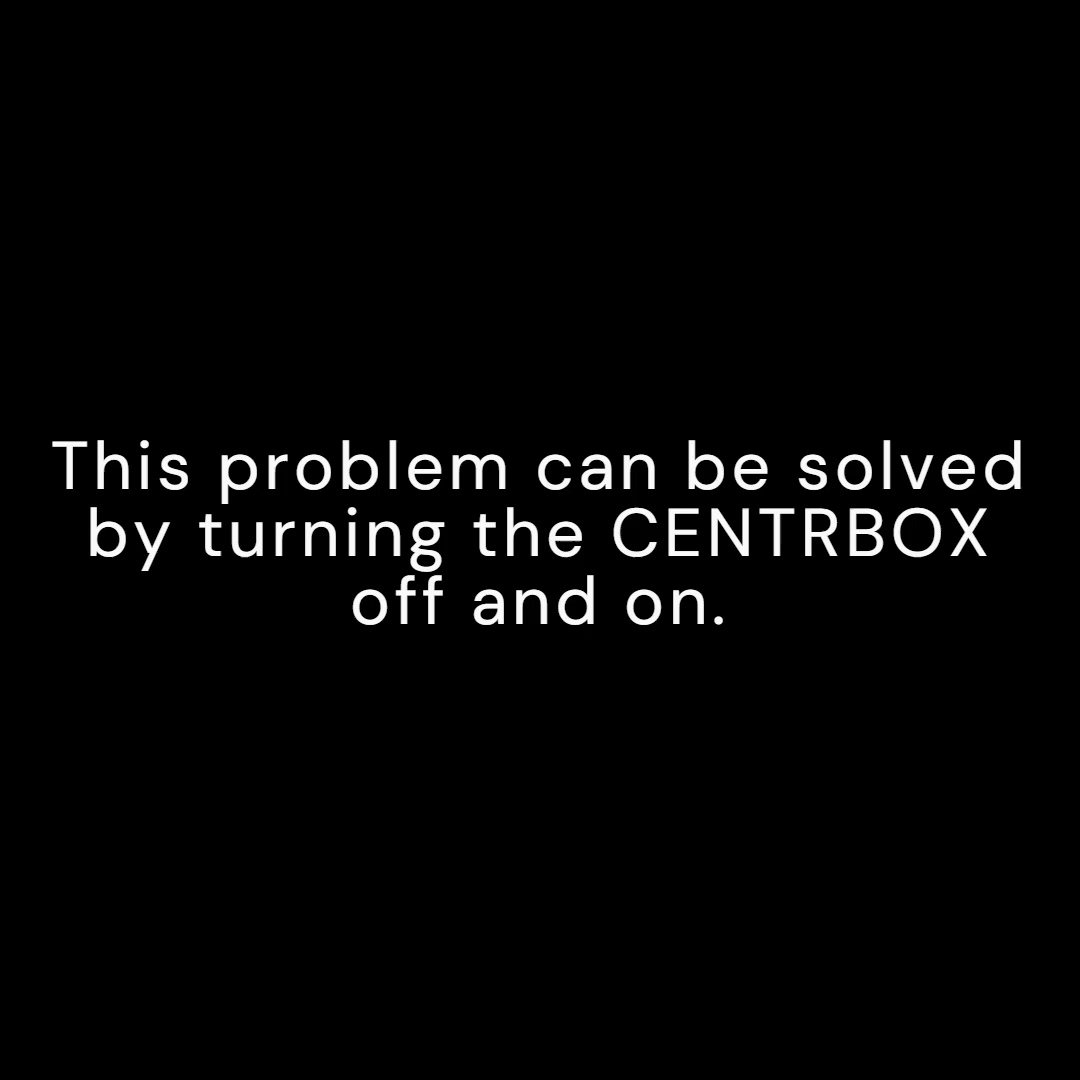 This problem can be solved
by turning the CENTRBOX
off and on.